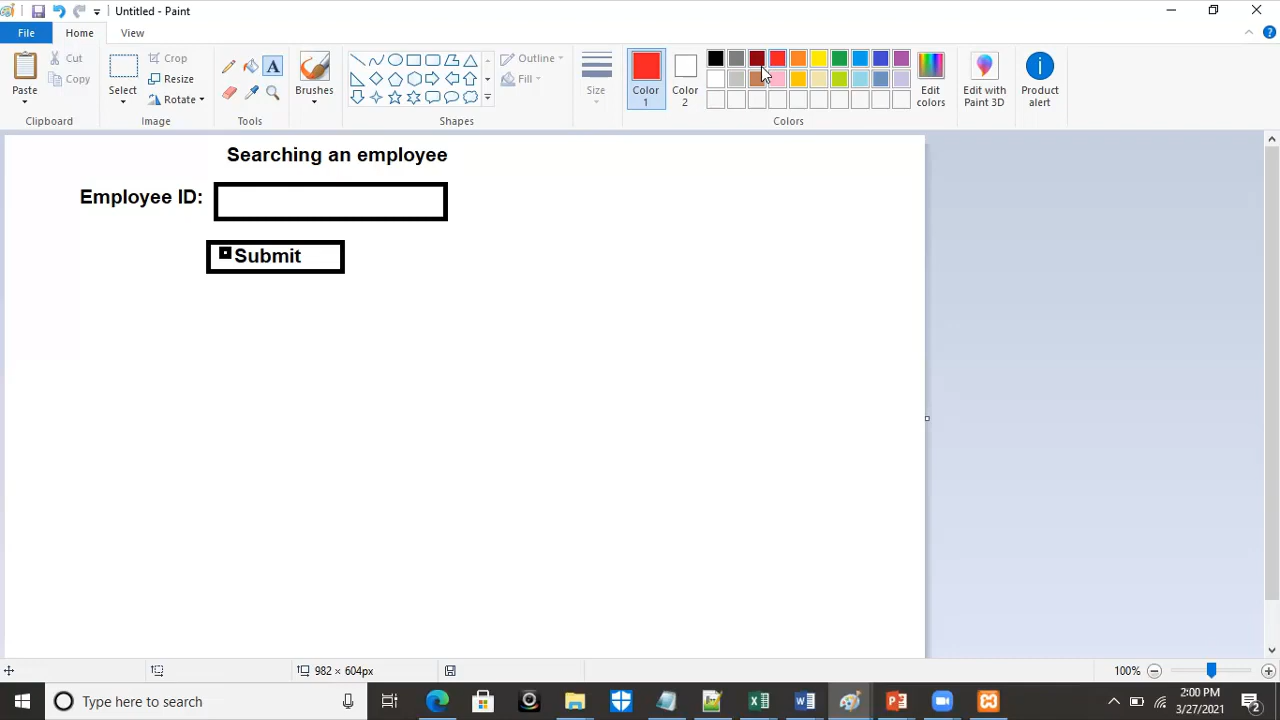 Untitled - Paint
File
Home
View
Paste
Cut
Copy
Clipboard
Select
Crop
Resize
Rotate
Image
A
Tools
Brushes
Outline
Fill
Shapes
Size
Color 1
Color 2
Edit colors
Colors
Edit with Paint 3D
Product alert
Searching an employee
Employee ID:
Submit
982 × 604px
100%
Type here to search
2:00 PM
3/27/2021
2